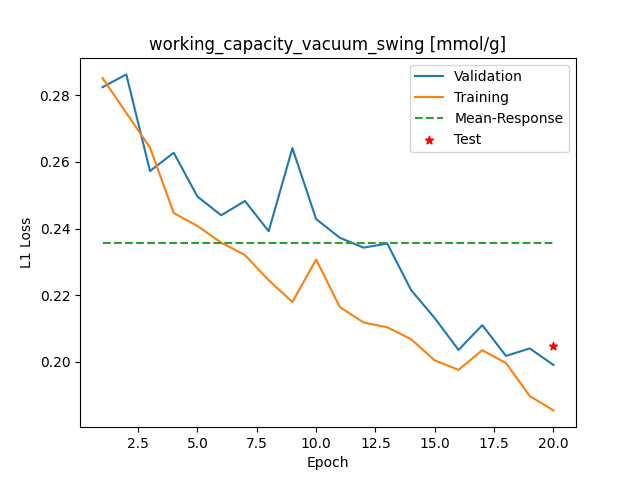 working_capacity_vacuum_swing [mmol/g]
Validation
Training
Mean-Response
Test
L1 Loss
0.28
0.26
0.24
0.22
0.20
2.5 5.0 7.5 10.0 12.5 15.0 17.5 20.0
Epoch